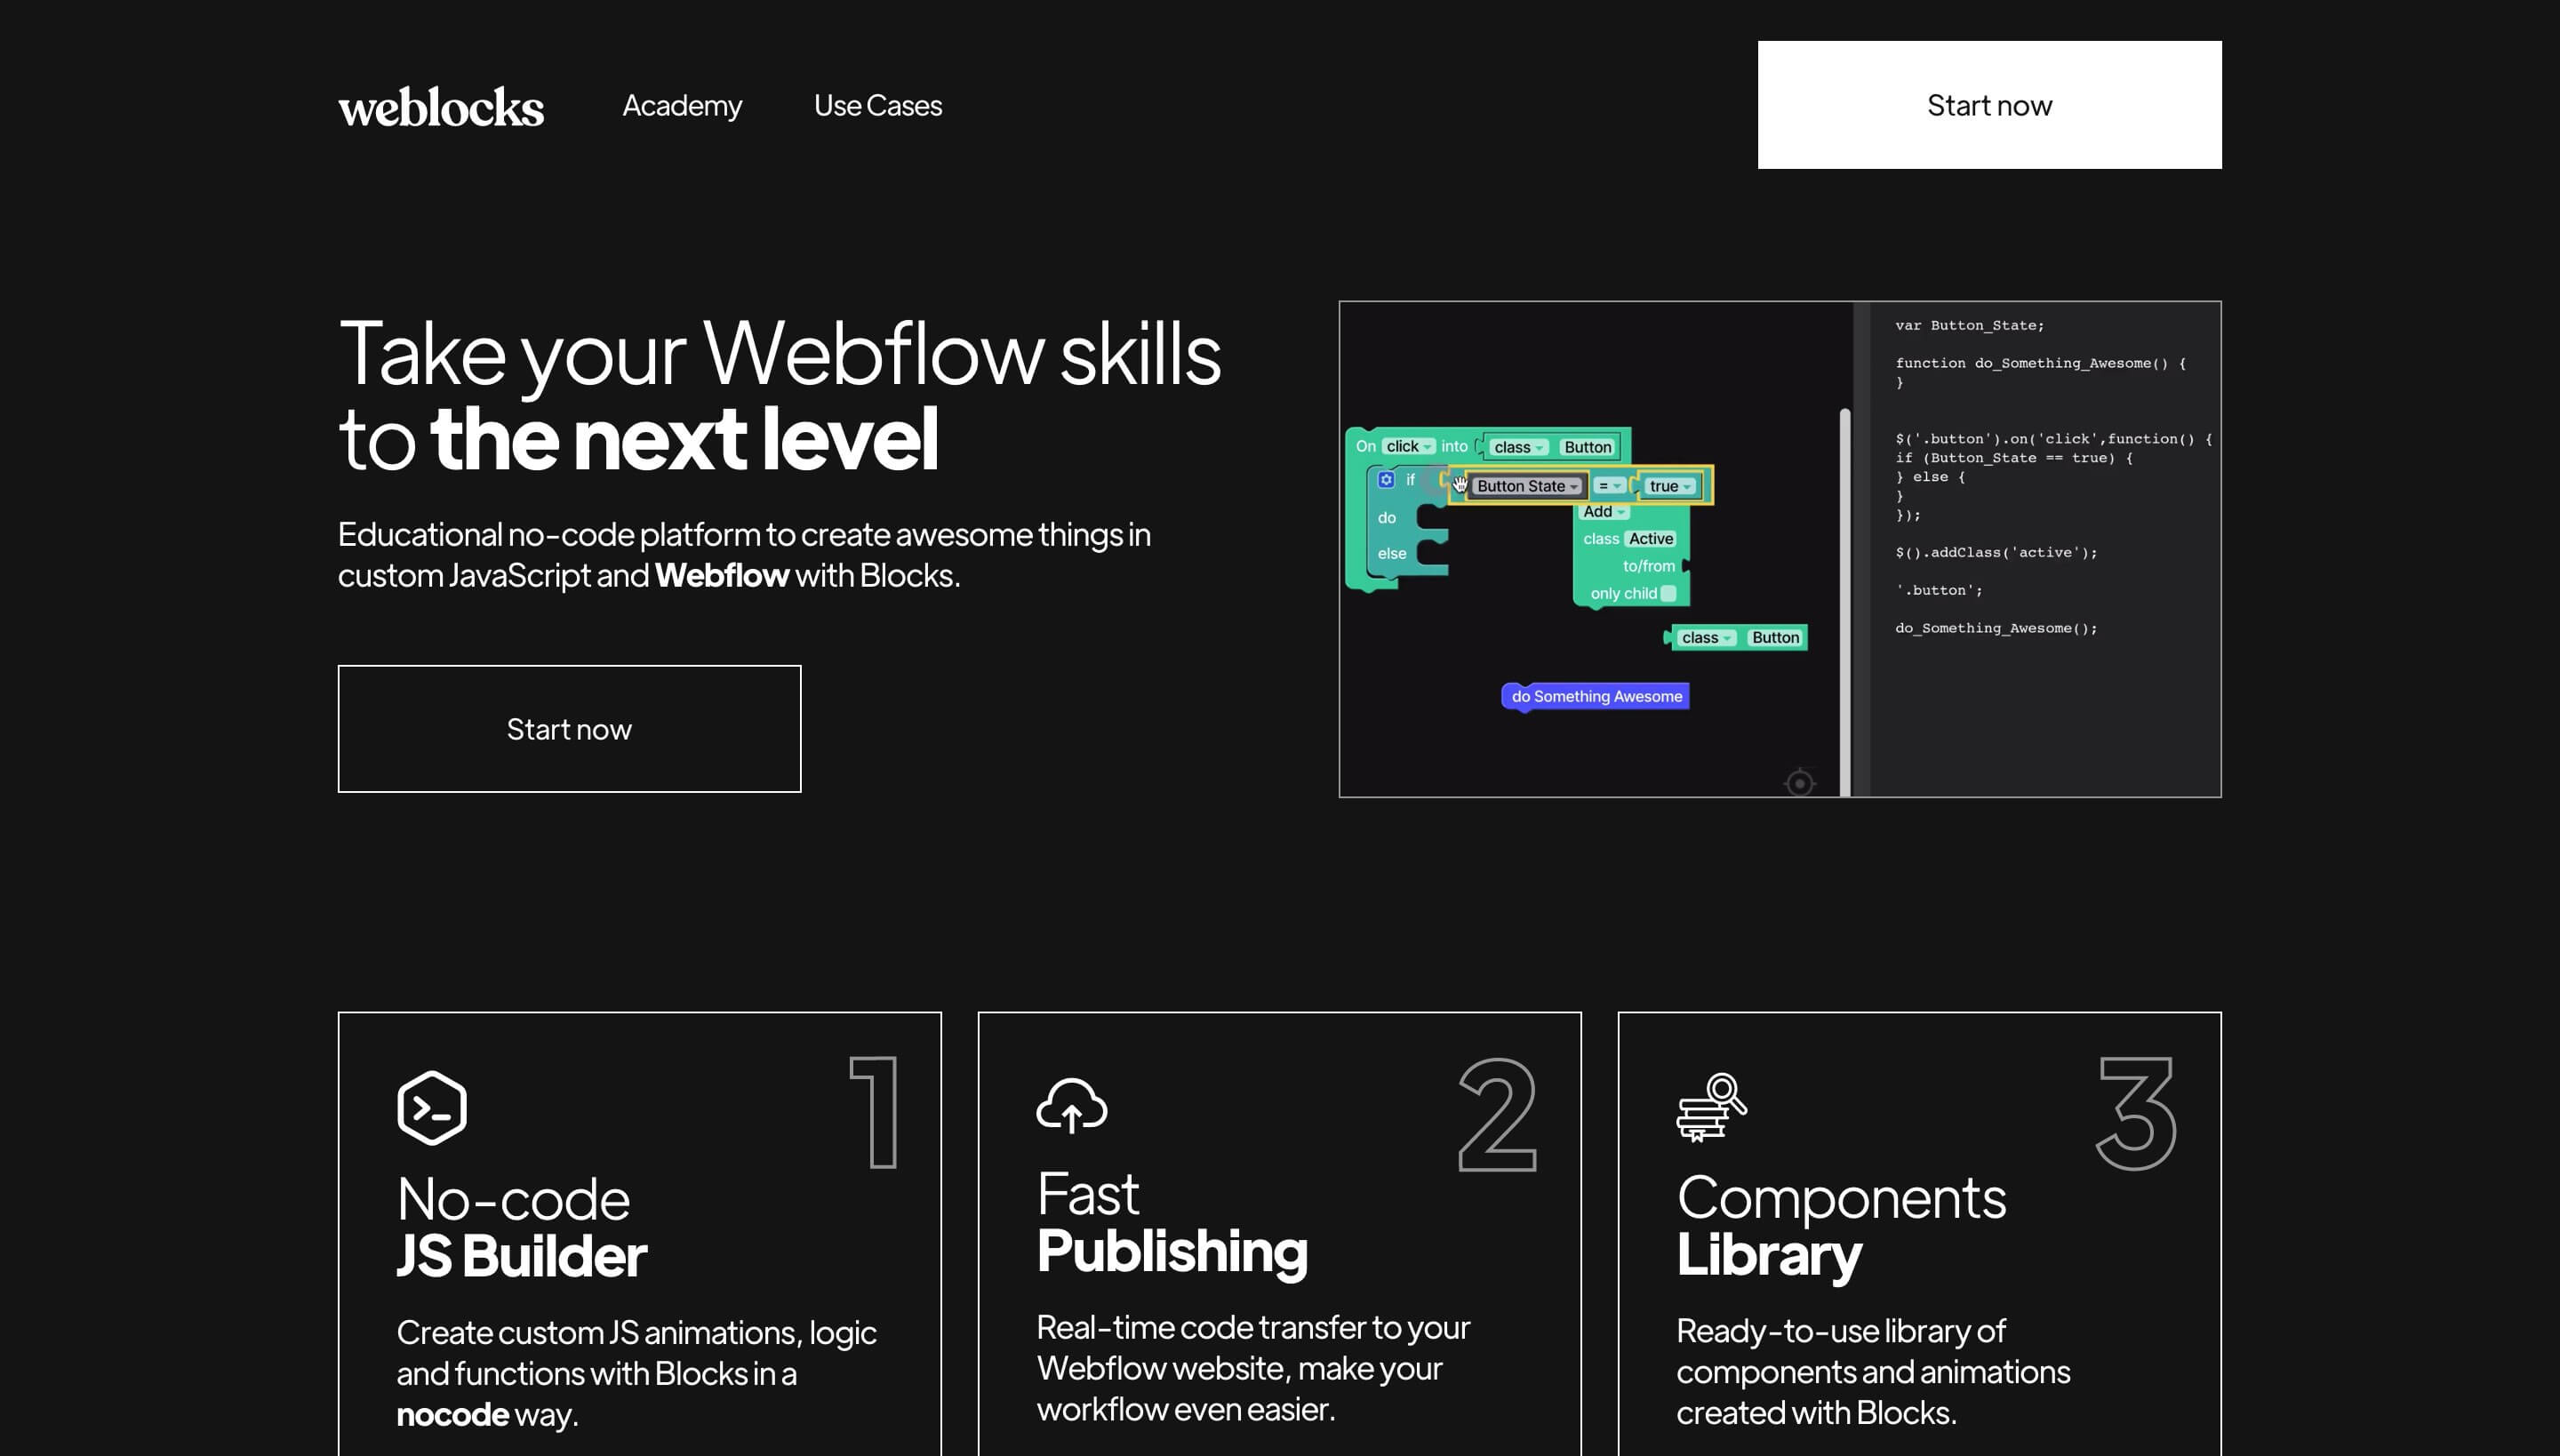 weblocks
Academy
Use Cases
Start now
Take your Webflow skills
to the next level
Educational no-code platform to create awesome things in
custom JavaScript and Webflow with Blocks.
Start now
On click into class Button
if Button State = true
do
else
Add
class Active
to/from
only child
class Button
do Something Awesome
var Button_State;
function do_Something_Awesome() {
}
$('.button').on('click',function() {
if (Button_State == true) {
} else {
}
});
$().addClass('active');
'.button';
do_Something_Awesome();
1
No-code
JS Builder
Create custom JS animations, logic
and functions with Blocks in a
nocode way.
2
Fast
Publishing
Real-time code transfer to your
Webflow website, make your
workflow even easier.
3
Components
Library
Ready-to-use library of
components and animations
created with Blocks.